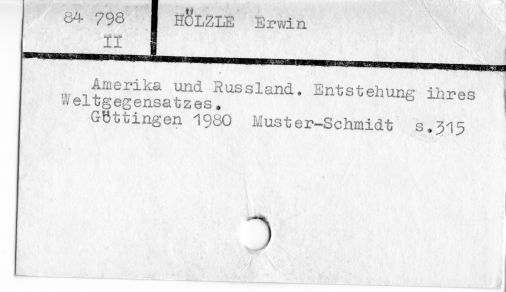 84 798 HÖLZLE Erwin
II
Amerika und Russland. Entstehung ihres
Weltgegensatzes.
Göttingen 1980 Muster-Schmidt s.315